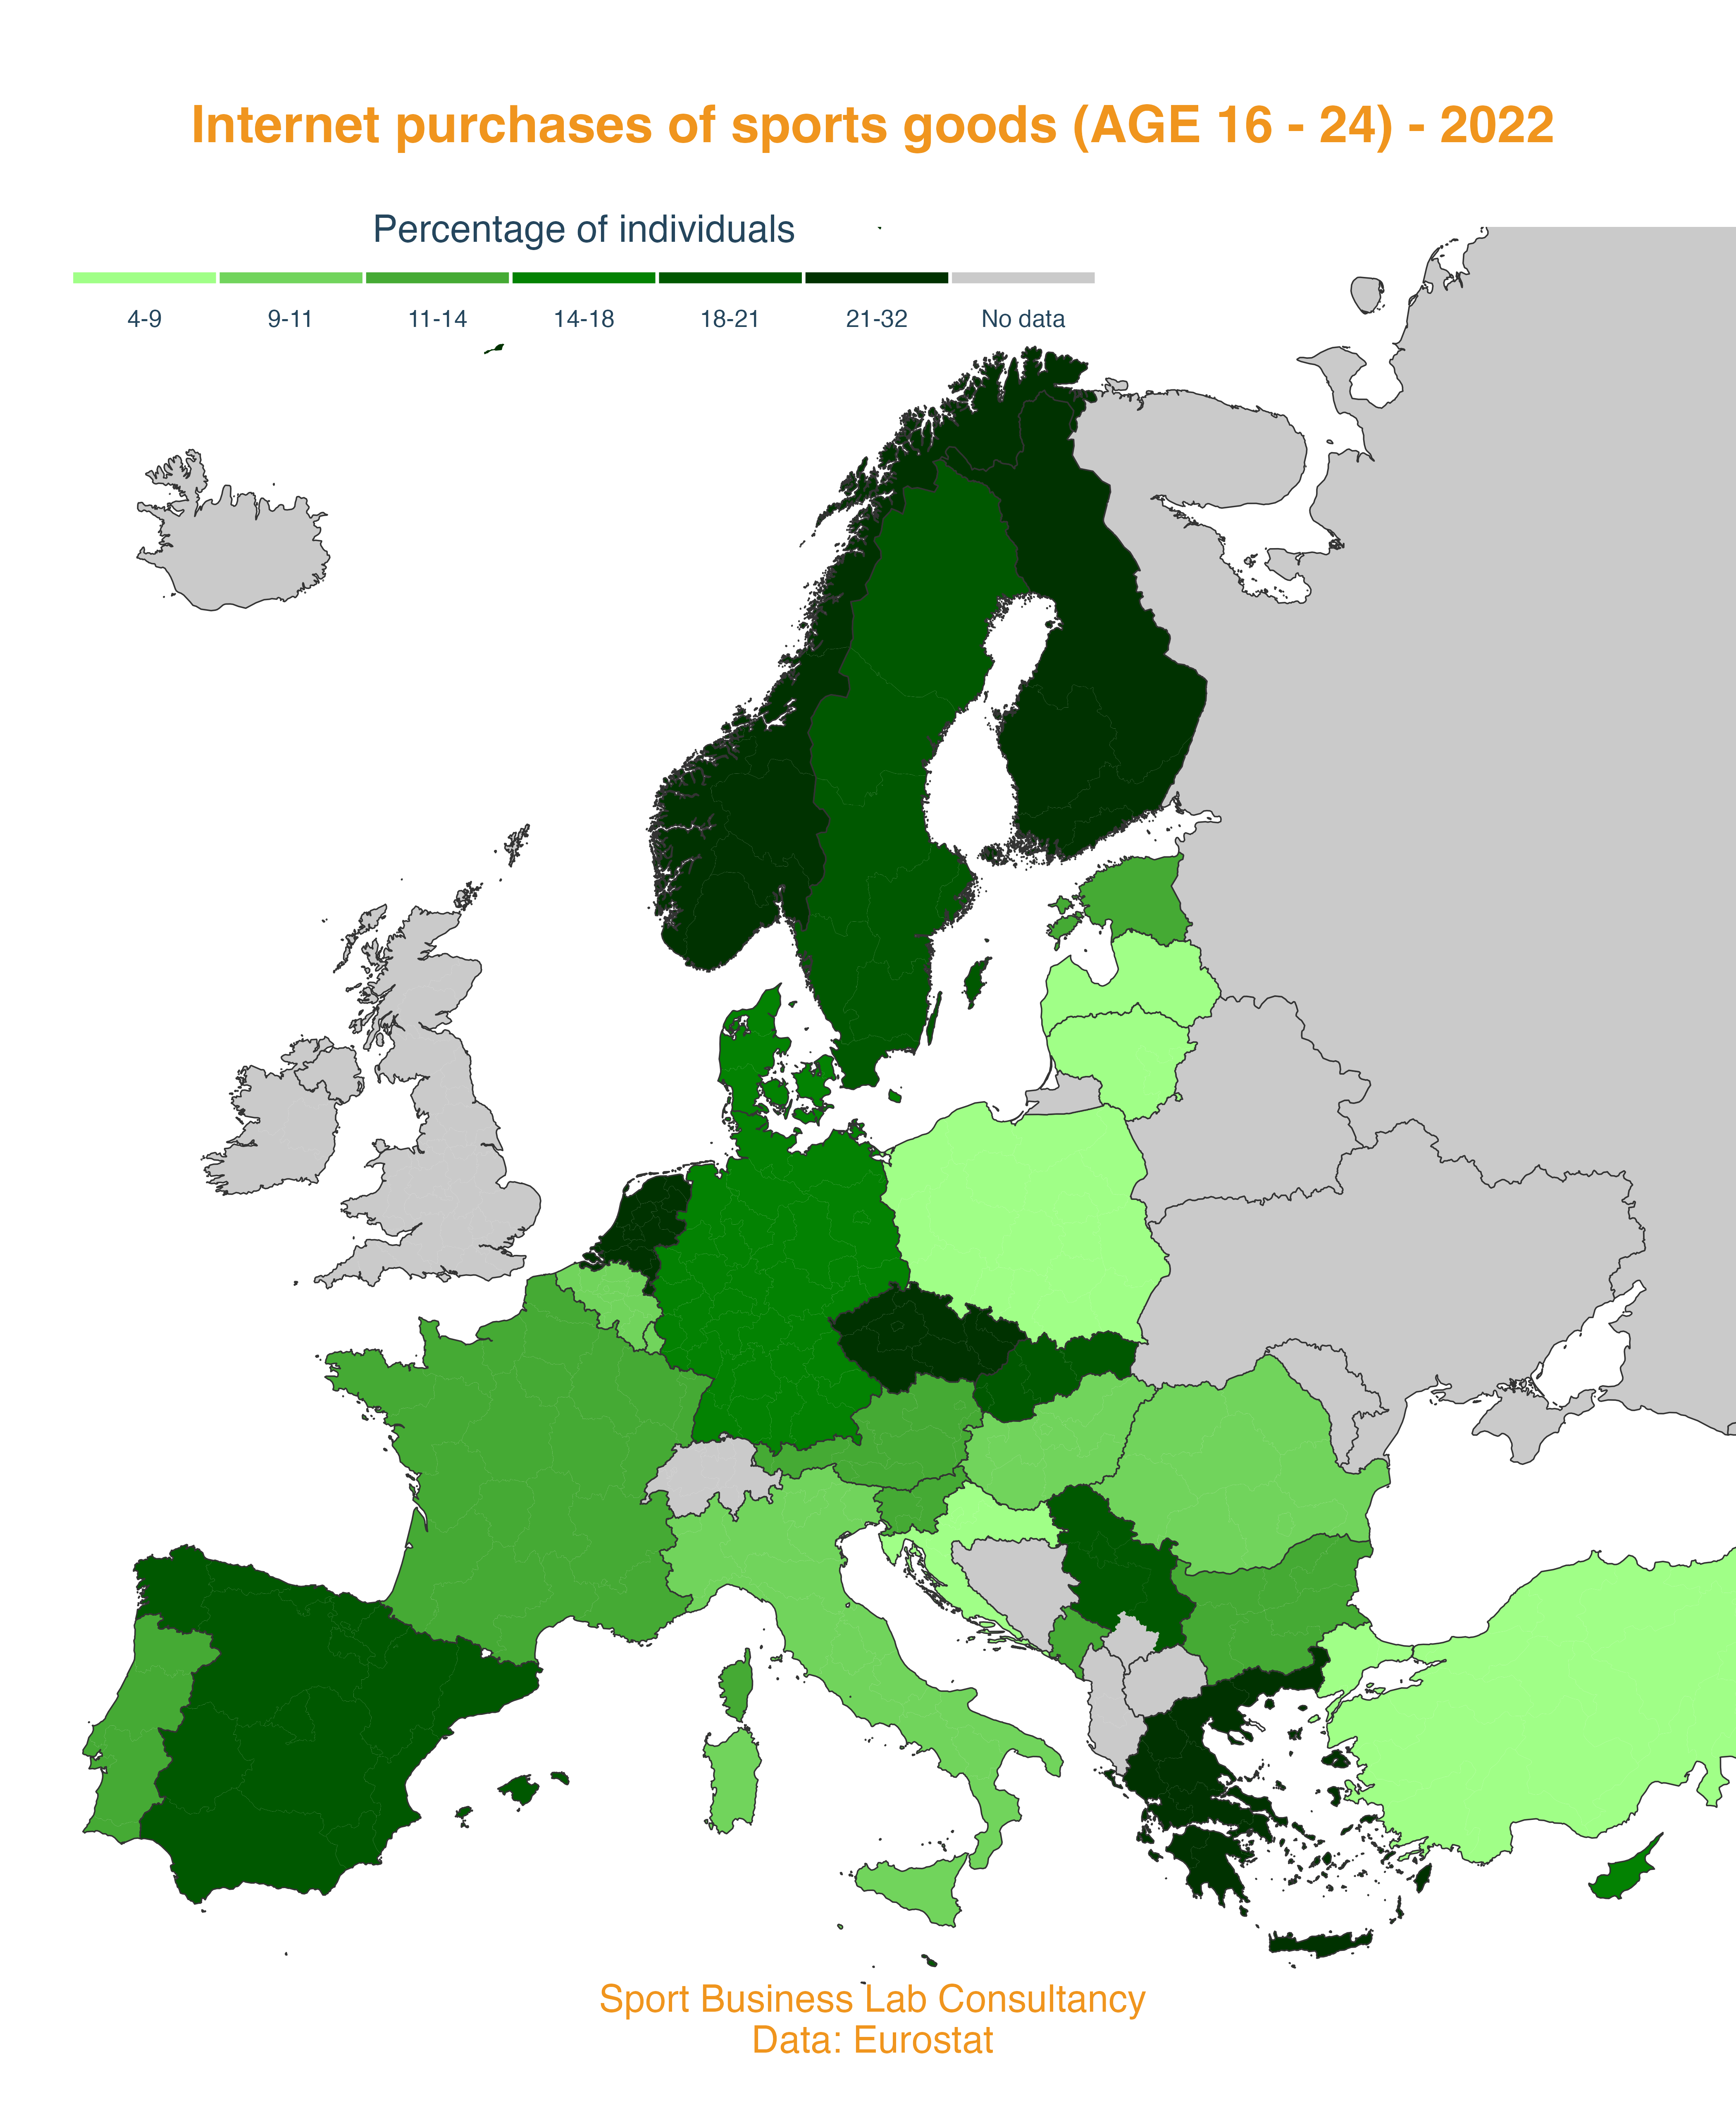 Internet purchases of sports goods (AGE 16 - 24) - 2022
Percentage of individuals
4-9
9-11
11-14
14-18
18-21
21-32
No data
Sport Business Lab Consultancy
Data: Eurostat